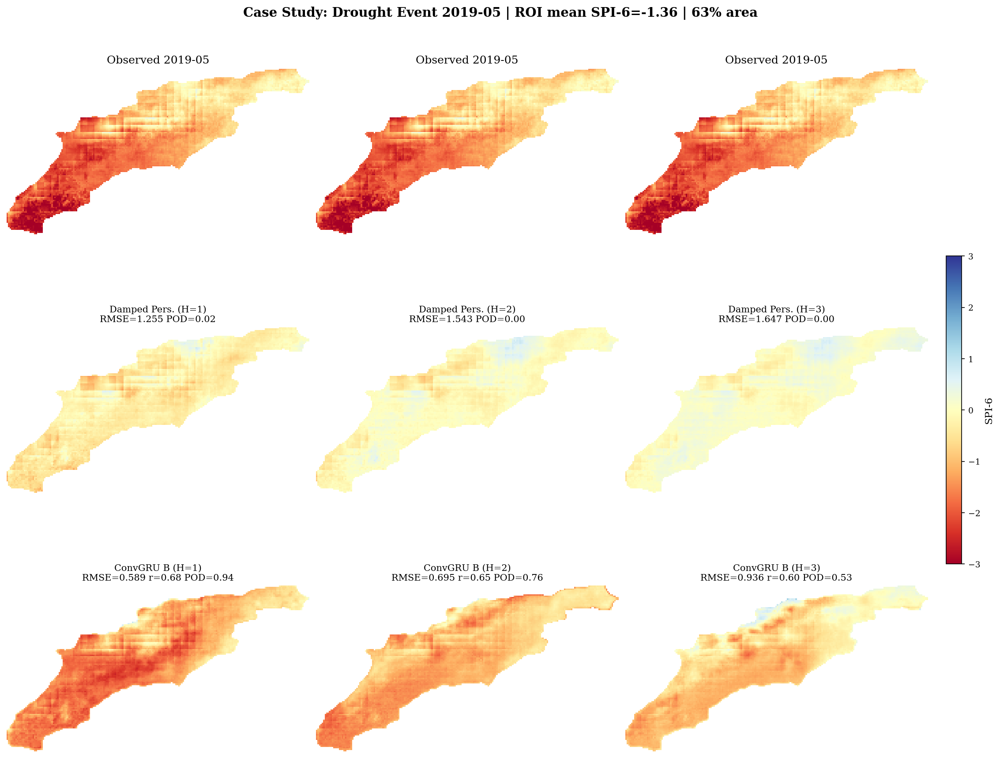 Case Study: Drought Event 2019-05 | ROI mean SPI-6=-1.36 | 63% area
Observed 2019-05
Observed 2019-05
Observed 2019-05
Damped Pers. (H=1)
RMSE=1.255 POD=0.02
Damped Pers. (H=2)
RMSE=1.543 POD=0.00
Damped Pers. (H=3)
RMSE=1.647 POD=0.00
ConvGRU B (H=1)
RMSE=0.589 r=0.68 POD=0.94
ConvGRU B (H=2)
RMSE=0.695 r=0.65 POD=0.76
ConvGRU B (H=3)
RMSE=0.936 r=0.60 POD=0.53
3
2
1
0
−1
−2
−3
SPI-6